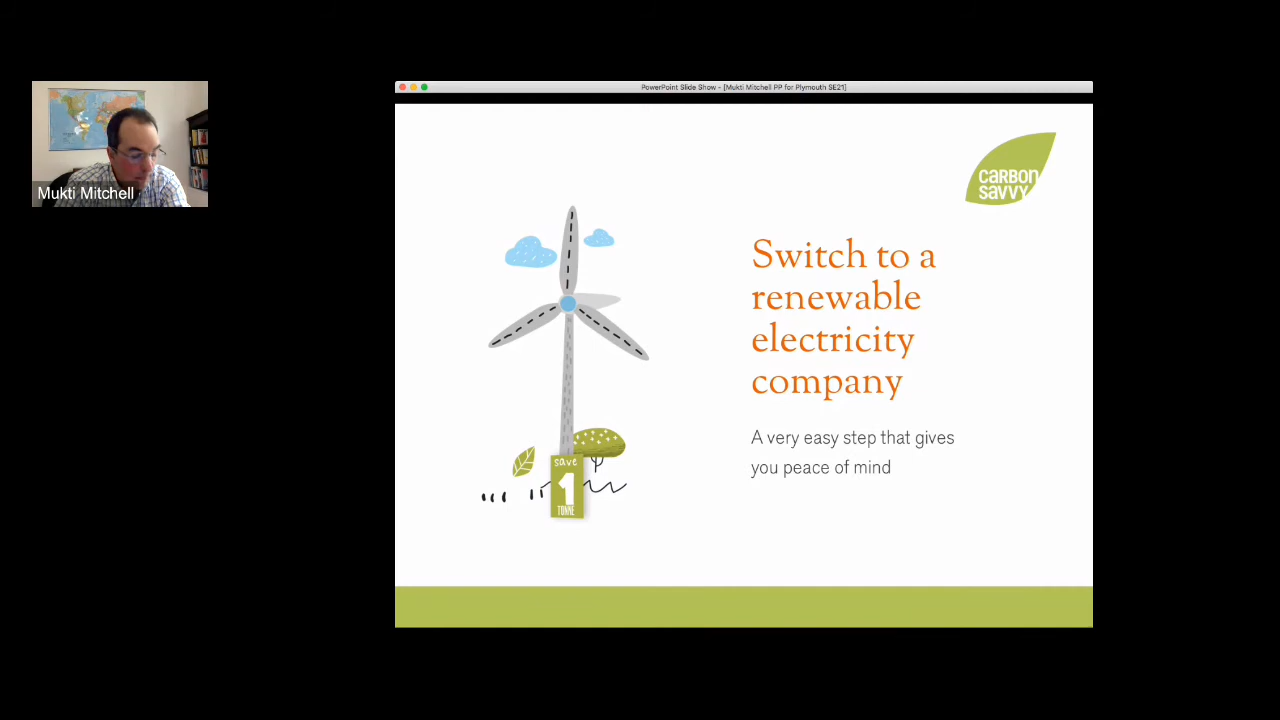 PowerPoint Slide Show - [Mukti Mitchell PP for Plymouth SE21]
Mukti Mitchell
CARBON
SAVVY
Switch to a
renewable
electricity
company
A very easy step that gives
you peace of mind
save
1
TONNE